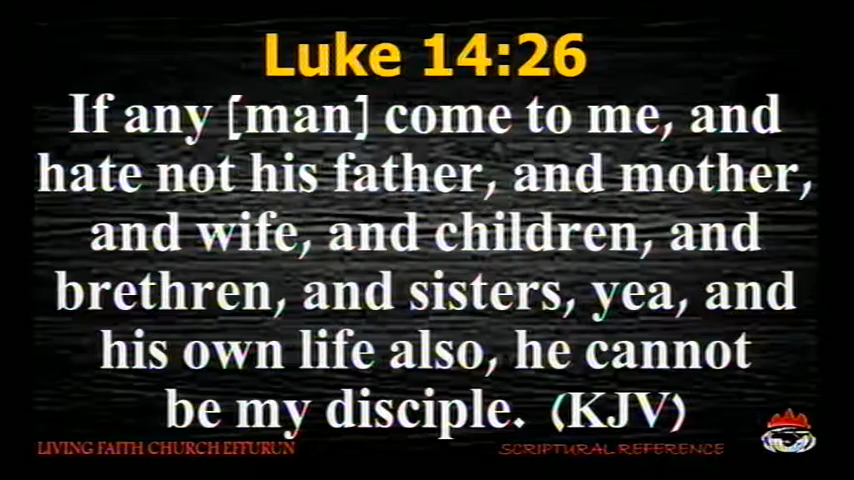 Luke 14:26
If any [man] come to me, and
hate not his father, and mother,
and wife, and children, and
brethren, and sisters, yea, and
his own life also, he cannot
be my disciple. (KJV)
LIVING FAITH CHURCH EFFURUN
SCRIPTURAL REFERENCE